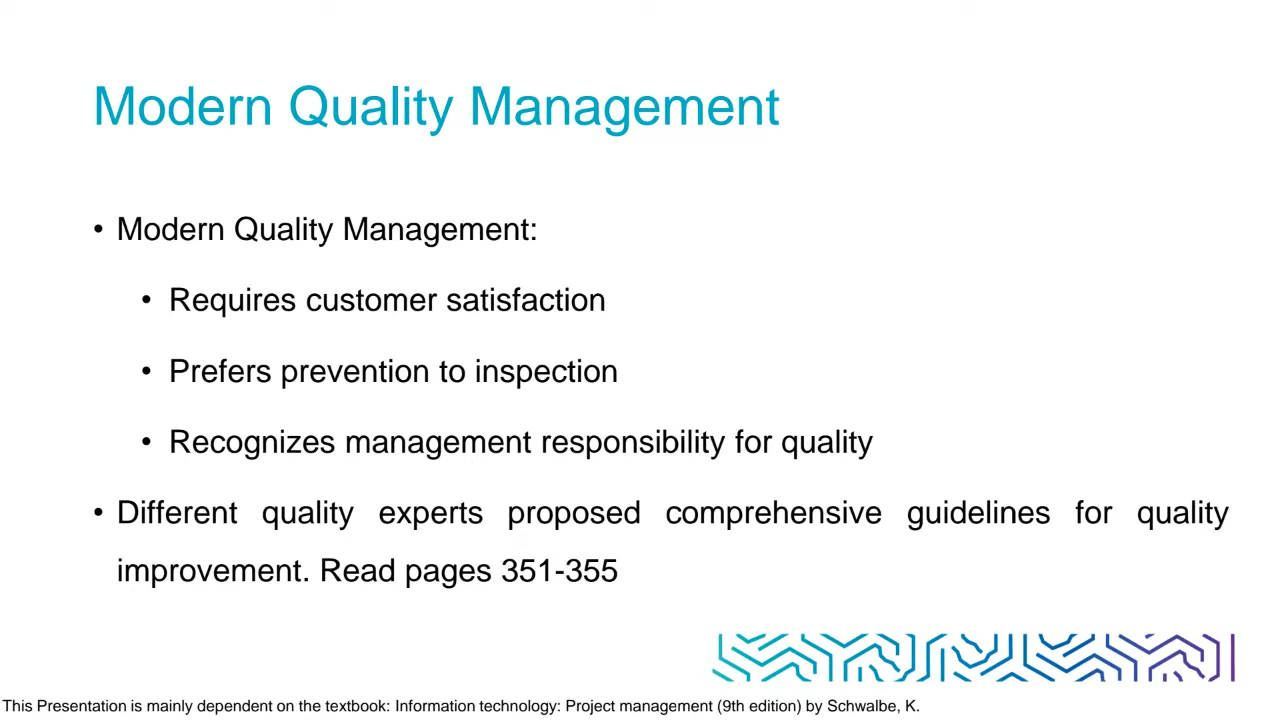 Modern Quality Management
• Modern Quality Management:
• Requires customer satisfaction
• Prefers prevention to inspection
• Recognizes management responsibility for quality
• Different quality experts proposed comprehensive guidelines for quality
improvement. Read pages 351-355
This Presentation is mainly dependent on the textbook: Information technology: Project management (9th edition) by Schwalbe, K.